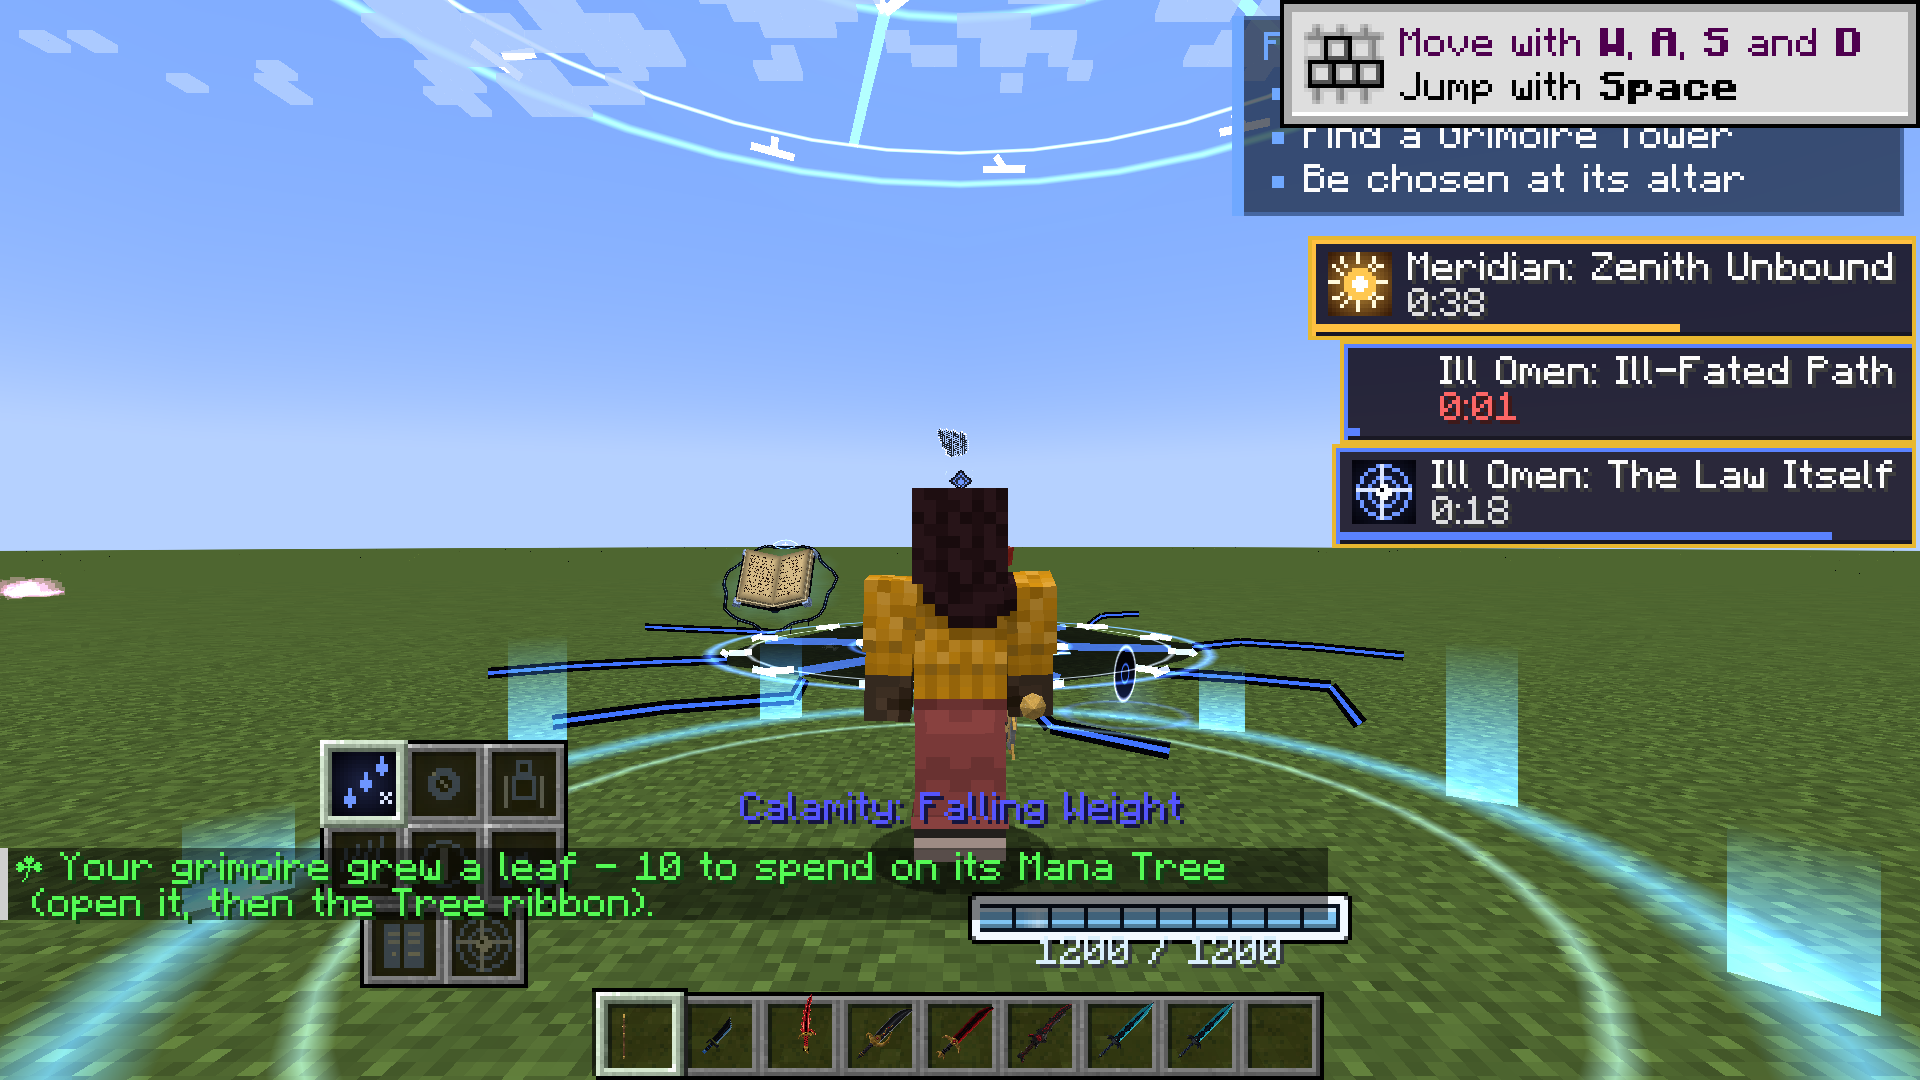 Move with W, A, S and D
Jump with Space
F
Find a Grimoire Tower
Be chosen at its altar
Meridian: Zenith Unbound
0:38
Ill Omen: Ill-Fated Path
0:01
Ill Omen: The Law Itself
0:18
Calamity: Falling Weight
Your grimoire grew a leaf - 10 to spend on its Mana Tree
(open it, then the Tree ribbon).
1200 / 1200